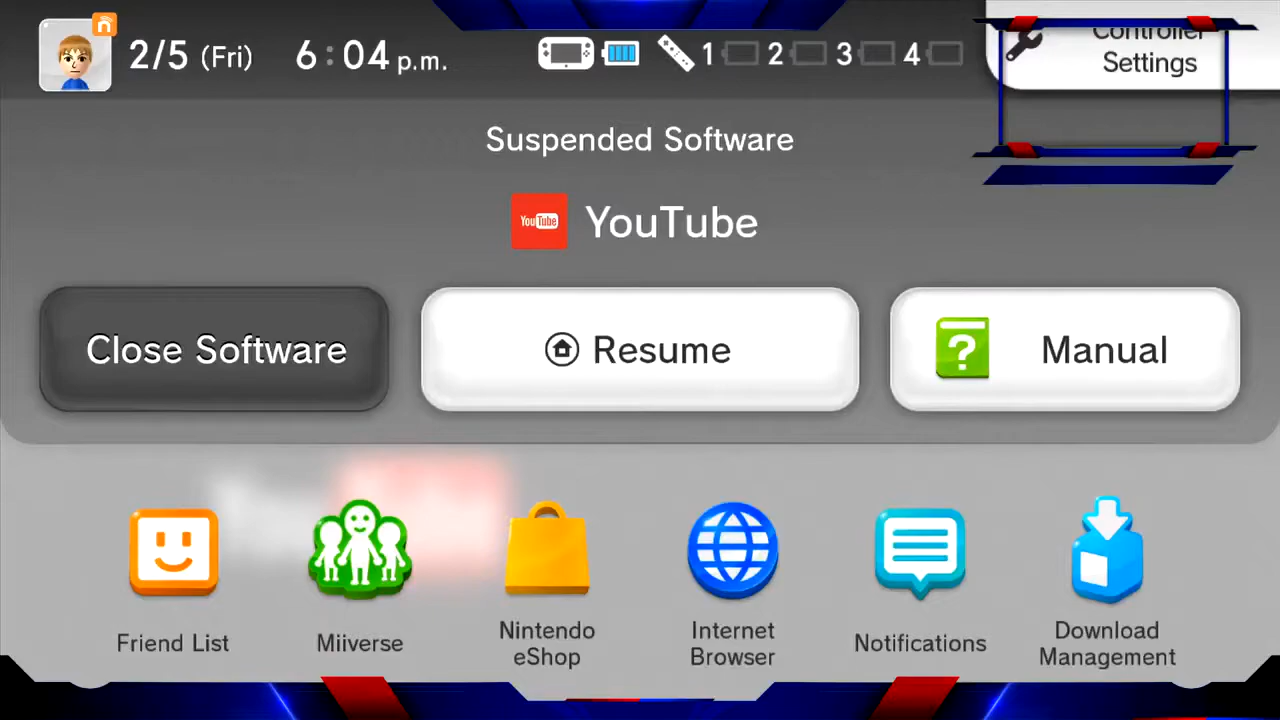 2/5 (Fri) 6:04 p.m.
1 2 3 4
Controller
Settings
Suspended Software
YouTube YouTube
Close Software
Resume
Manual
?
Friend List
Miiverse
Nintendo
eShop
Internet
Browser
Notifications
Download
Management